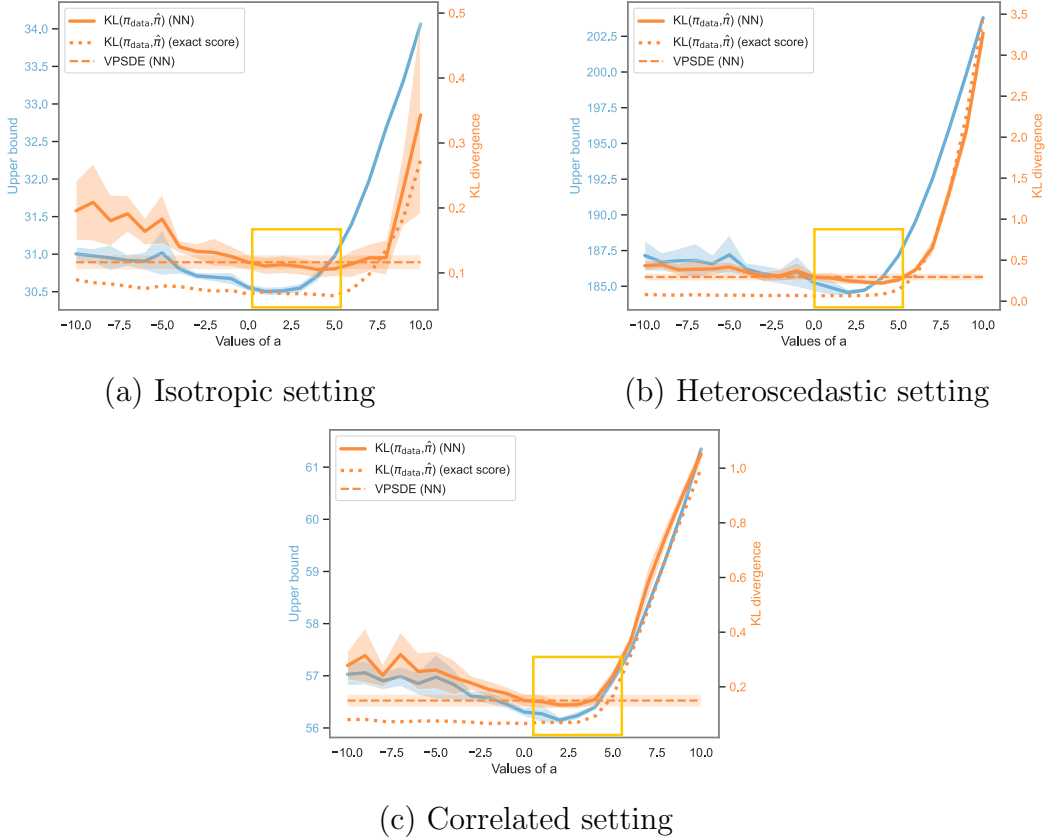 KL(π_data,π̂) (NN)
KL(π_data,π̂) (exact score)
VPSDE (NN)
34.0
33.5
33.0
32.5
32.0
31.5
31.0
30.5
Upper bound
0.5
0.4
0.3
0.2
0.1
KL divergence
−10.0 −7.5 −5.0 −2.5 0.0 2.5 5.0 7.5 10.0
Values of a
(a) Isotropic setting
KL(π_data,π̂) (NN)
KL(π_data,π̂) (exact score)
VPSDE (NN)
202.5
200.0
197.5
195.0
192.5
190.0
187.5
185.0
Upper bound
3.5
3.0
2.5
2.0
1.5
1.0
0.5
0.0
KL divergence
−10.0 −7.5 −5.0 −2.5 0.0 2.5 5.0 7.5 10.0
Values of a
(b) Heteroscedastic setting
KL(π_data,π̂) (NN)
KL(π_data,π̂) (exact score)
VPSDE (NN)
61
60
59
58
57
56
Upper bound
1.0
0.8
0.6
0.4
0.2
KL divergence
−10.0 −7.5 −5.0 −2.5 0.0 2.5 5.0 7.5 10.0
Values of a
(c) Correlated setting